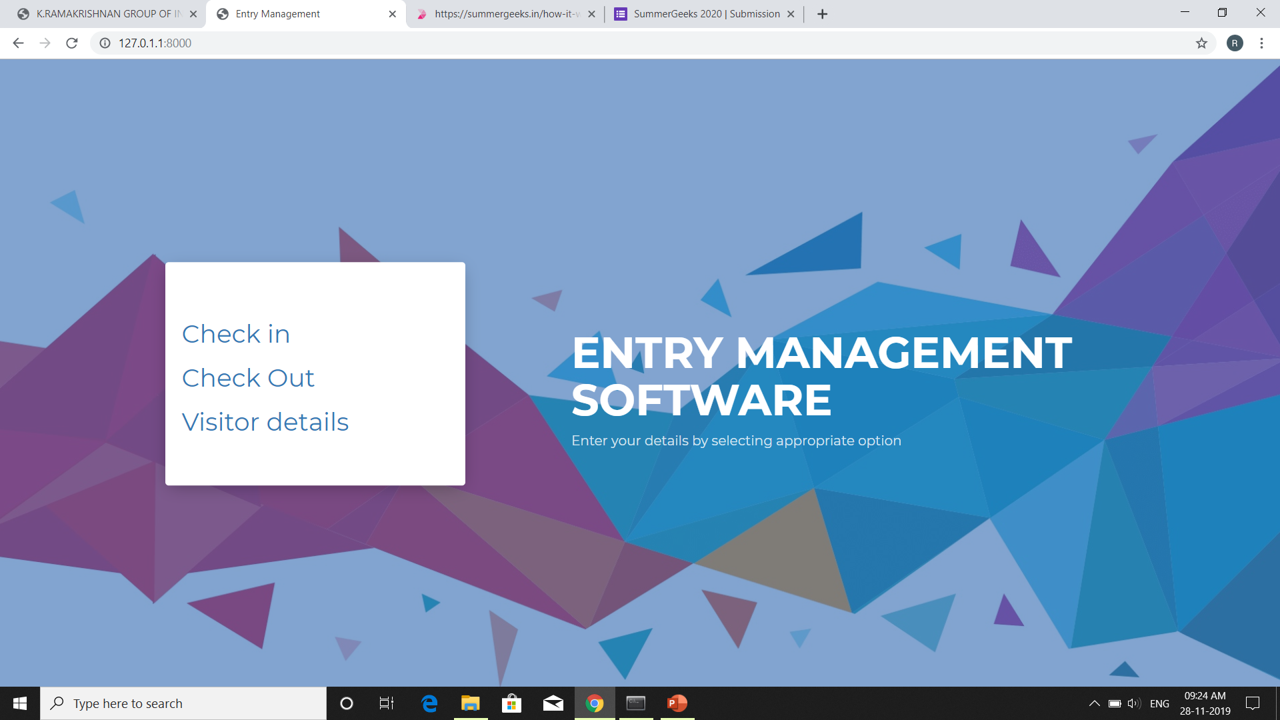 K.RAMAKRISHNAN GROUP OF IN
Entry Management
https://summergeeks.in/how-it-w
SummerGeeks 2020 | Submission
127.0.1.1:8000
R
Check in
Check Out
Visitor details
ENTRY MANAGEMENT
SOFTWARE
Enter your details by selecting appropriate option
Type here to search
ENG
09:24 AM
28-11-2019